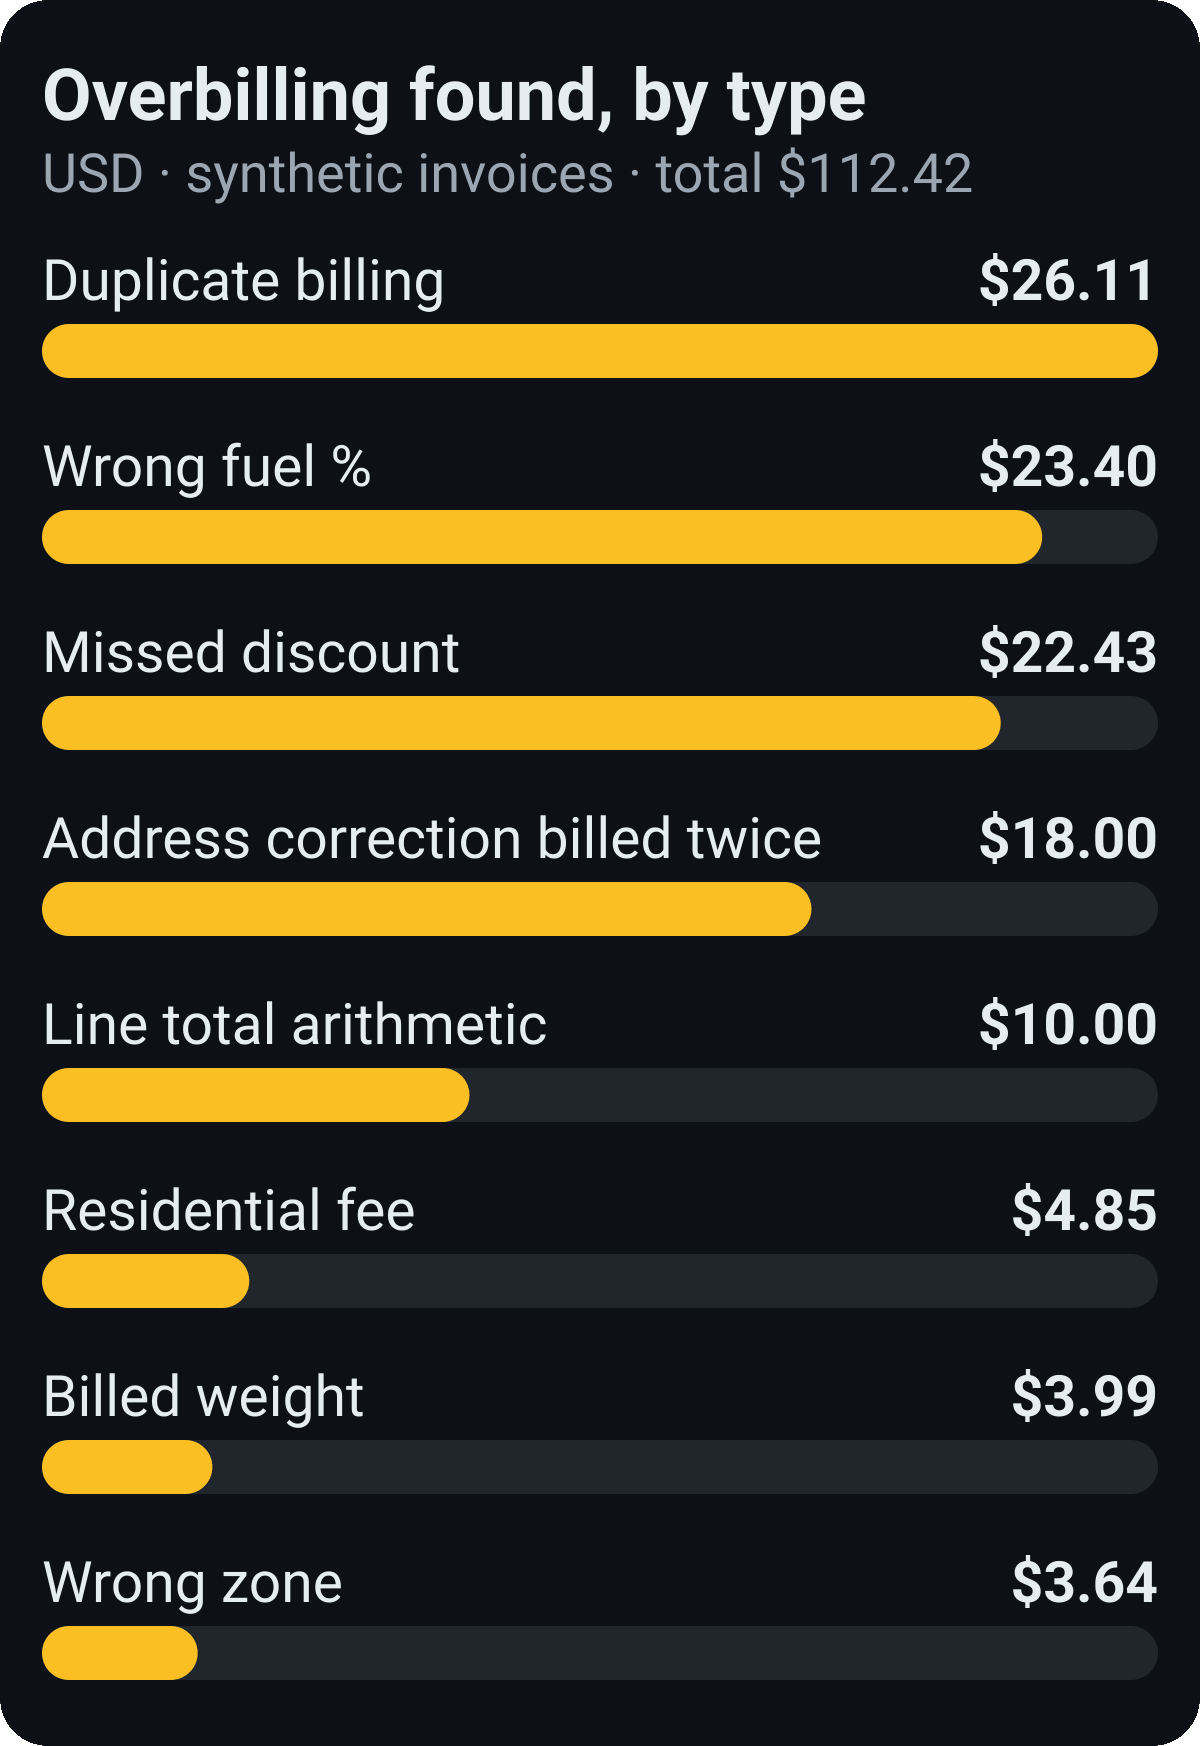 Overbilling found, by type
USD · synthetic invoices · total $112.42
Duplicate billing $26.11
Wrong fuel % $23.40
Missed discount $22.43
Address correction billed twice $18.00
Line total arithmetic $10.00
Residential fee $4.85
Billed weight $3.99
Wrong zone $3.64